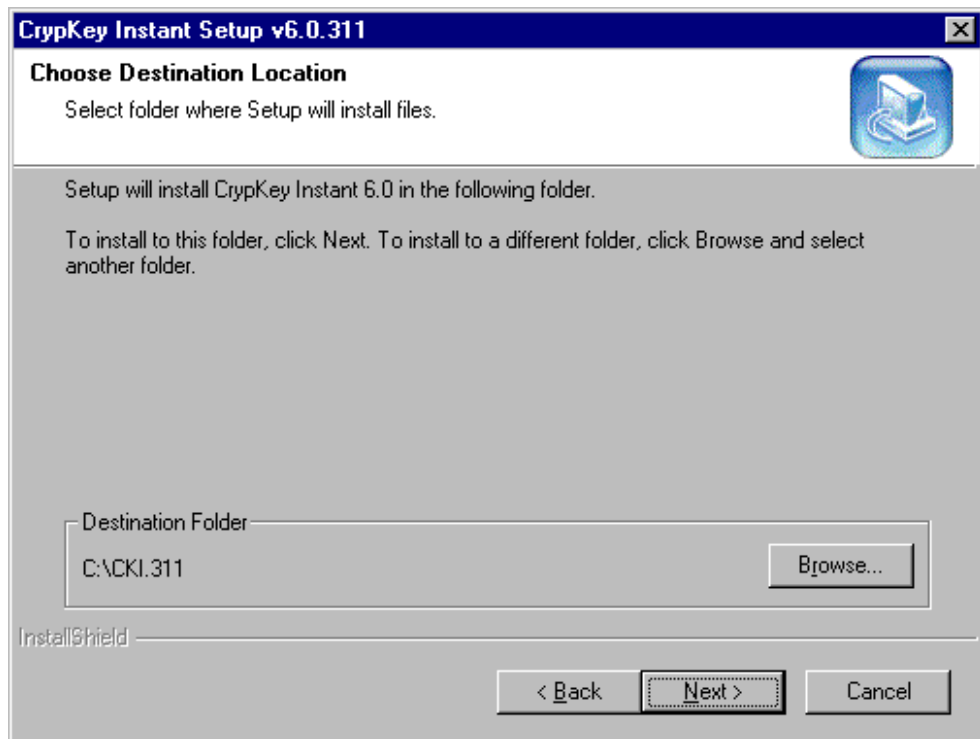 CrypKey Instant Setup v6.0.311
Choose Destination Location
Select folder where Setup will install files.
Setup will install CrypKey Instant 6.0 in the following folder.
To install to this folder, click Next. To install to a different folder, click Browse and select
another folder.
Destination Folder
C:\CKI.311
Browse...
InstallShield
< Back
Next >
Cancel